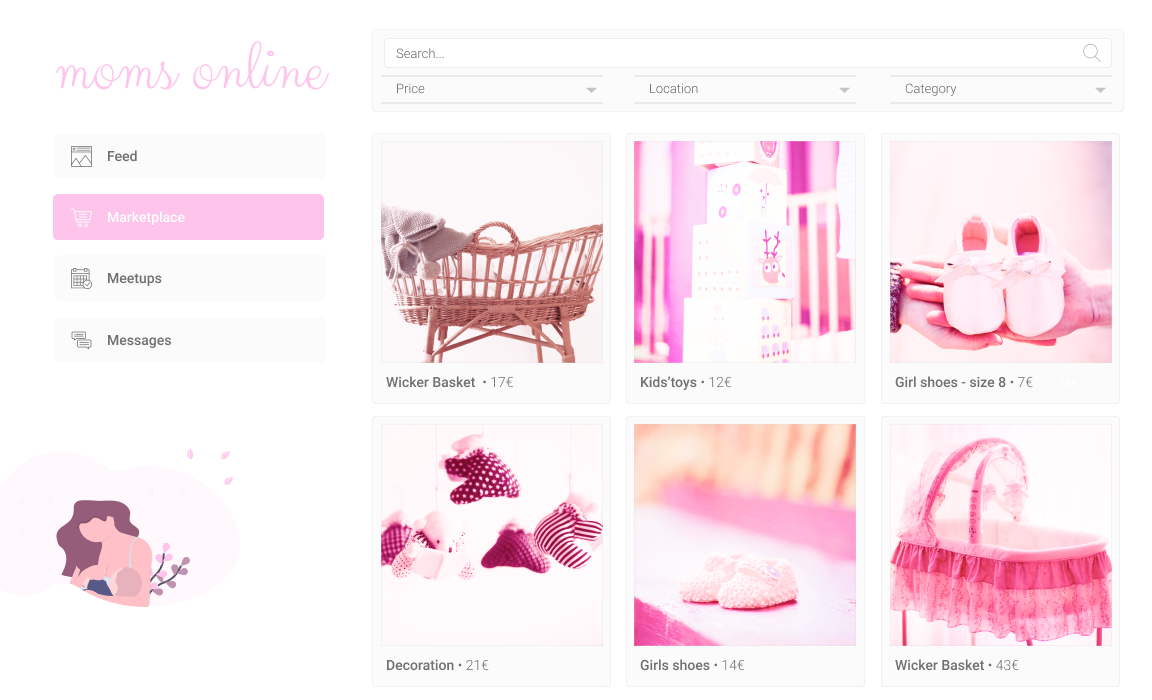 moms online
Search...
Price
Location
Category
Feed
Marketplace
Meetups
Messages
Wicker Basket • 17€
Kids'toys • 12€
Girl shoes - size 8 • 7€
Decoration • 21€
Girls shoes • 14€
Wicker Basket • 43€